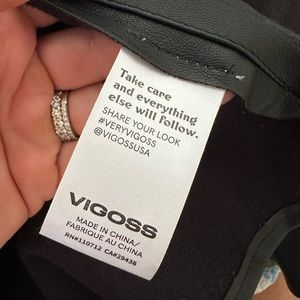 Take care
and everything
else will follow.
SHARE YOUR LOOK
#VERYVIGOSS
@VIGOSSUSA
VIGOSS
MADE IN CHINA/
FABRIQUE AU CHINA
RN#110712 CA#29438